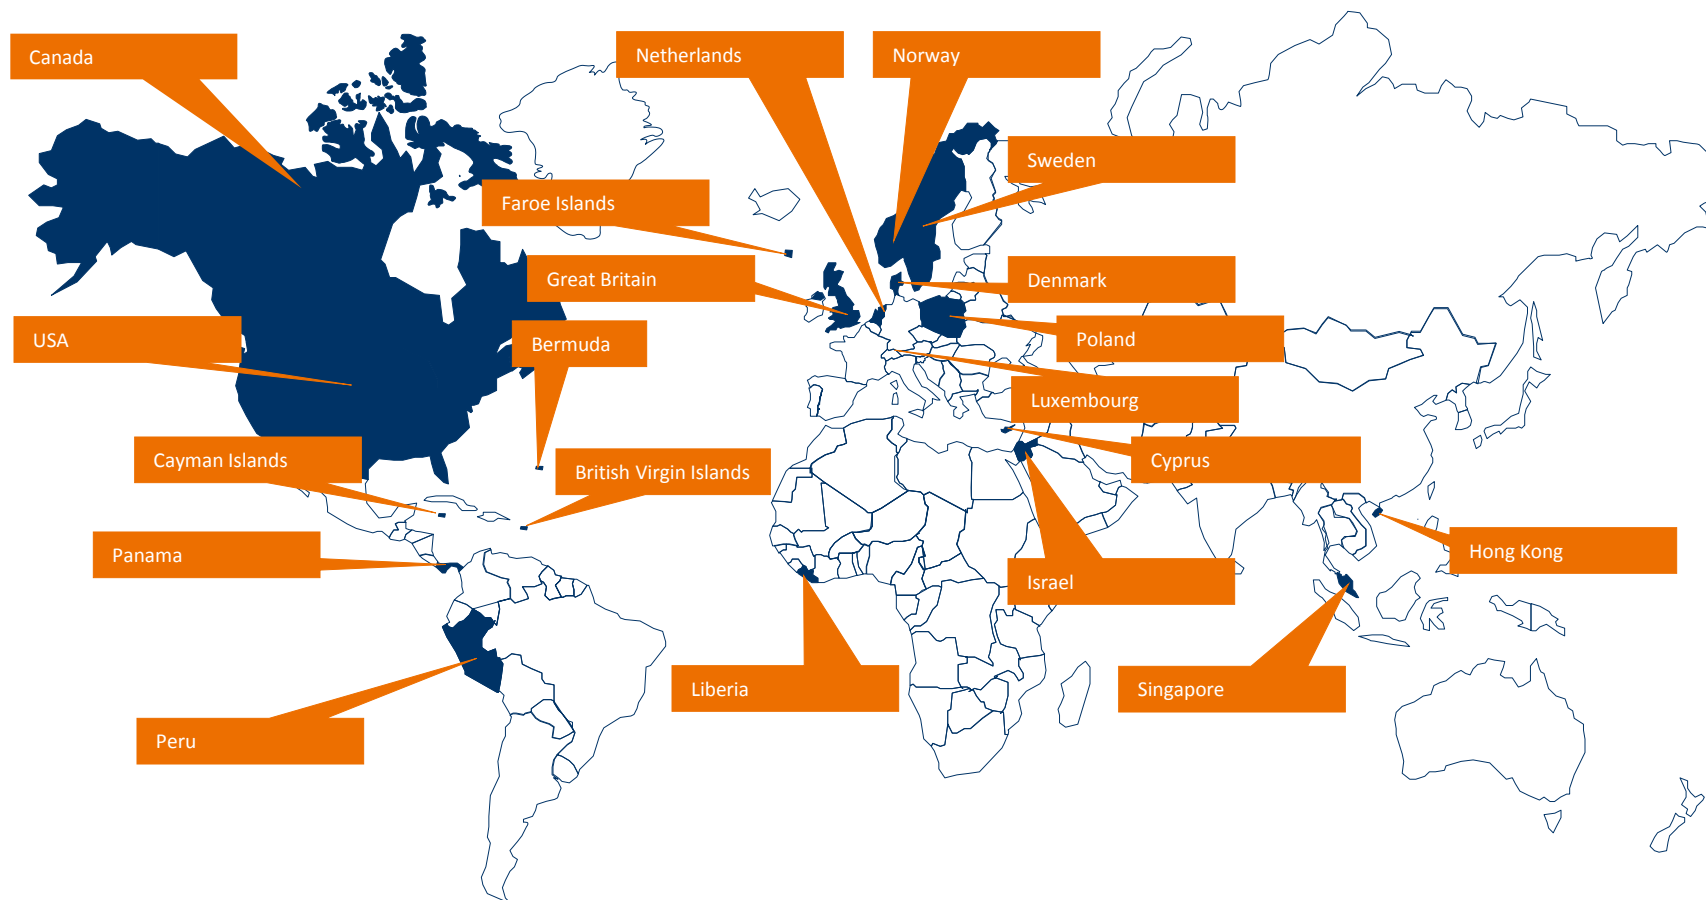 Canada
Netherlands
Norway
Sweden
Faroe Islands
Great Britain
Denmark
USA
Bermuda
Poland
Luxembourg
Cayman Islands
British Virgin Islands
Cyprus
Panama
Israel
Hong Kong
Liberia
Singapore
Peru